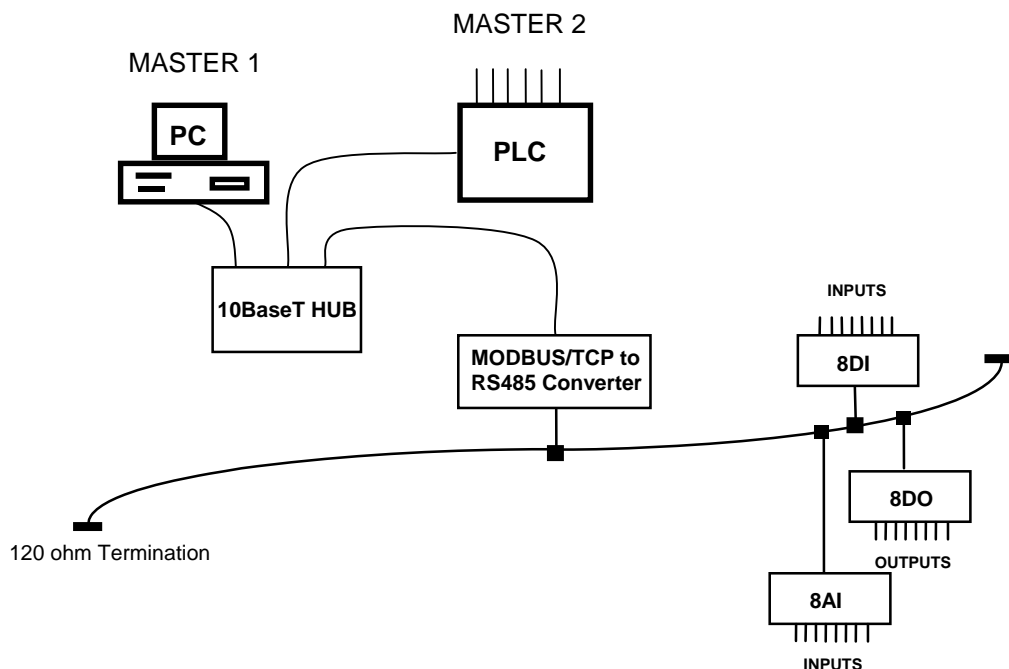 MASTER 2
MASTER 1
PC
PLC
10BaseT HUB
MODBUS/TCP to
RS485 Converter
INPUTS
8DI
8DO
OUTPUTS
120 ohm Termination
8AI
INPUTS